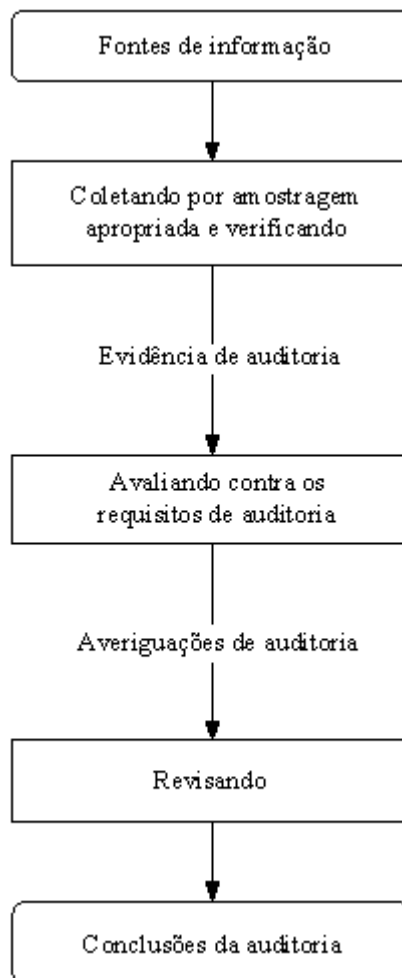 Fontes de informação
Coletando por amostragem
apropriada e verificando
Evidência de auditoria
Avaliando contra os
requisitos de auditoria
Averiguações de auditoria
Revisando
Conclusões da auditoria